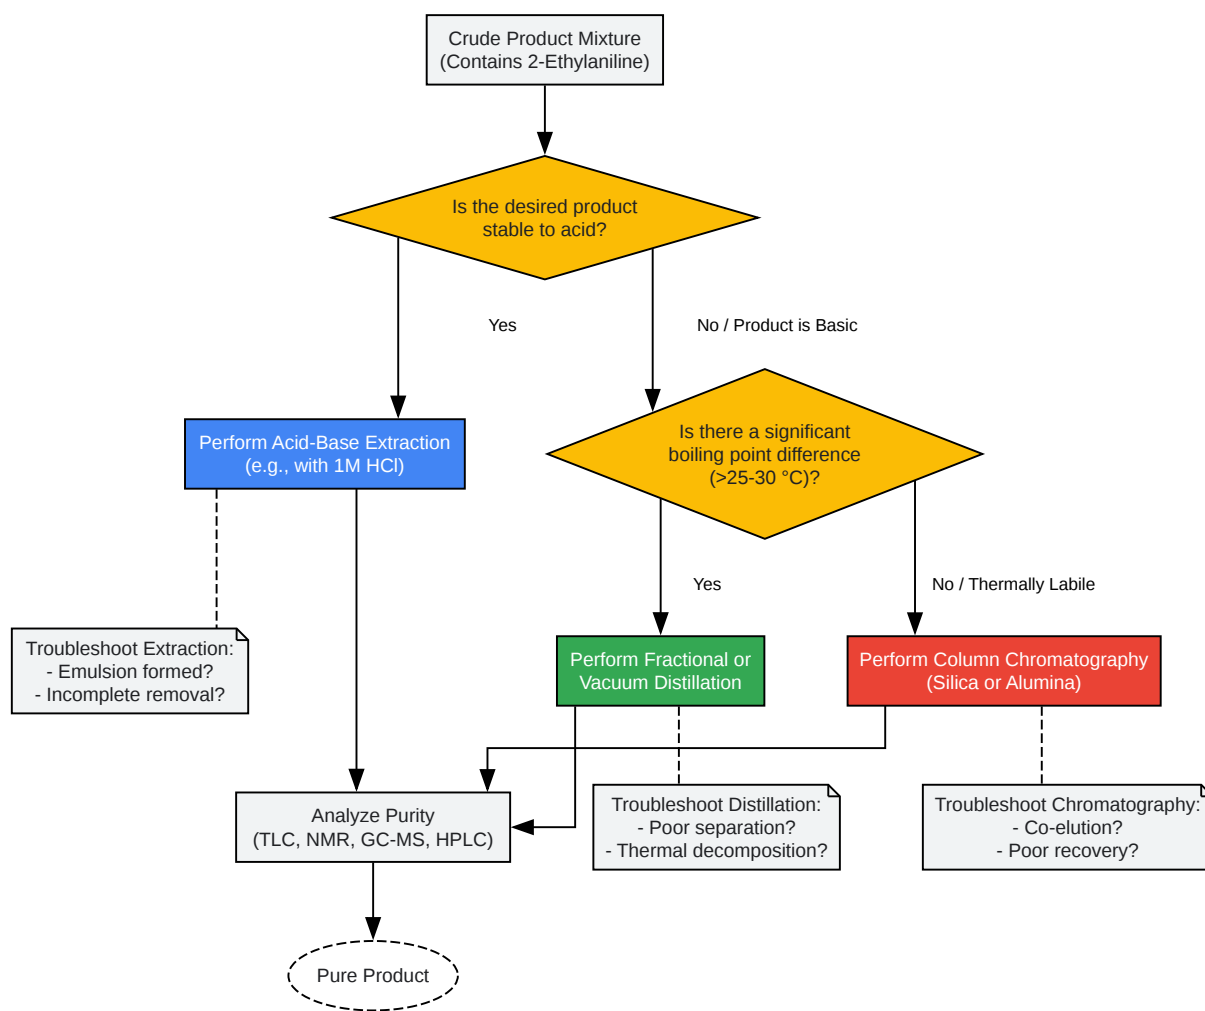 Crude Product Mixture
(Contains 2-Ethylaniline)
Is the desired product
stable to acid?
Yes
No / Product is Basic
Is there a significant
boiling point difference
(>25-30 °C)?
Perform Acid-Base Extraction
(e.g., with 1M HCl)
Yes
No / Thermally Labile
Troubleshoot Extraction:
- Emulsion formed?
- Incomplete removal?
Perform Fractional or
Vacuum Distillation
Perform Column Chromatography
(Silica or Alumina)
Analyze Purity
(TLC, NMR, GC-MS, HPLC)
Troubleshoot Distillation:
- Poor separation?
- Thermal decomposition?
Troubleshoot Chromatography:
- Co-elution?
- Poor recovery?
Pure Product